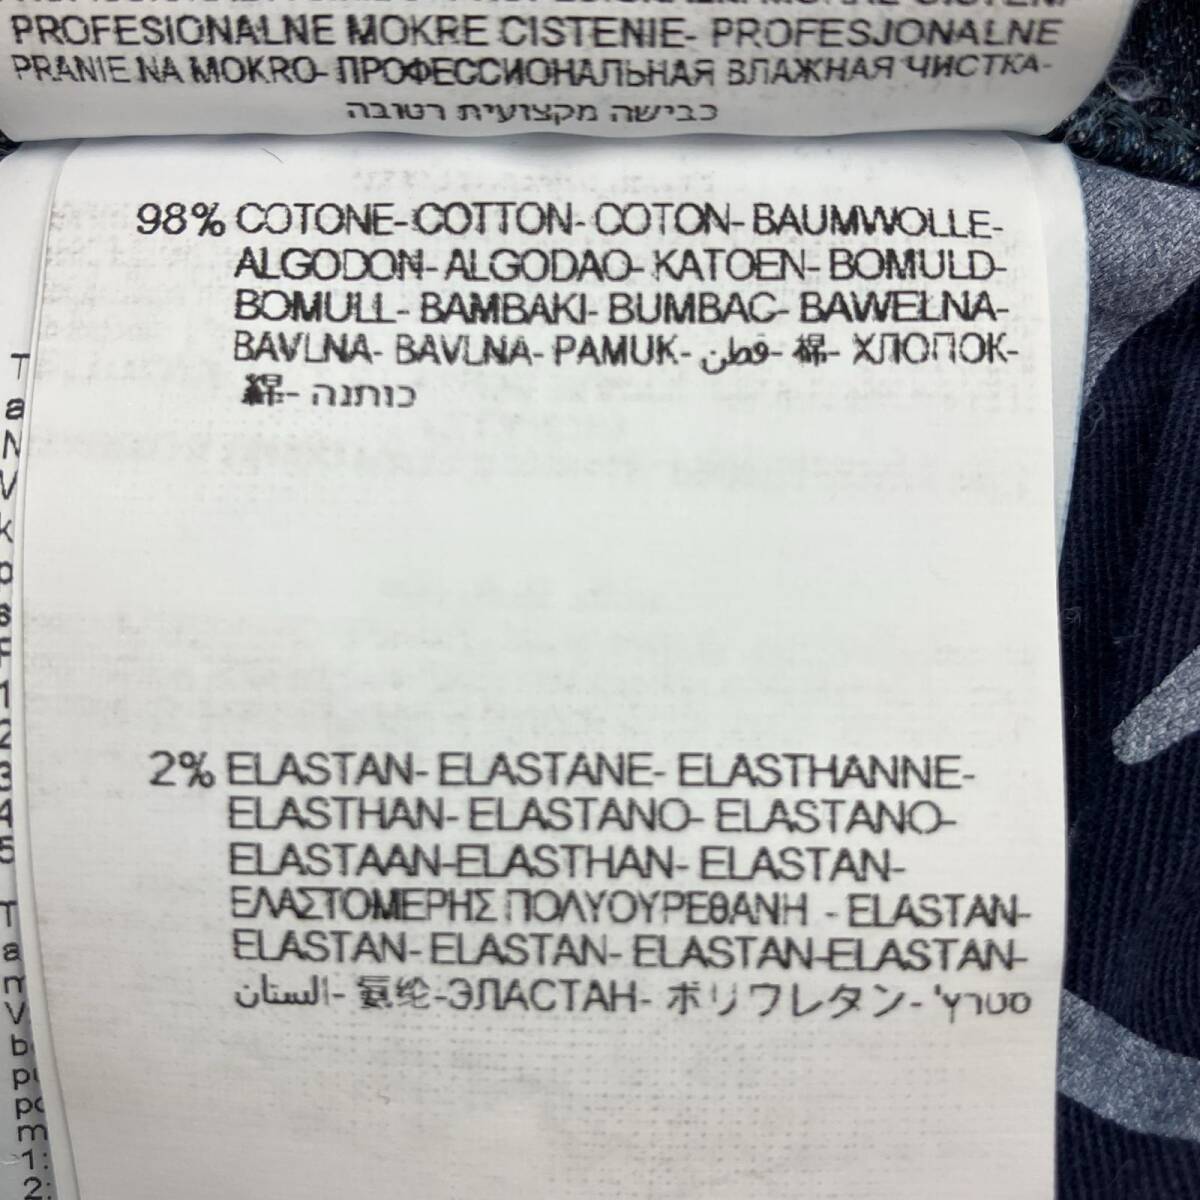 PROFESIONALNE MOKRE CISTENIE- PROFESJONALNE
PRANIE NA MOKRO- ПРОФЕССИОНАЛЬНАЯ ВЛАЖНАЯ ЧИСТКА-
כבישה מקצועית רטובה
98% COTONE- COTTON- COTON- BAUMWOLLE-
ALGODON- ALGODAO- KATOEN- BOMULD-
BOMULL- BAMBAKI- BUMBAC- BAWEŁNA-
BAVLNA- BAVLNA- PAMUK- قطن- 棉- ХЛОПОК-
綿- כותנה
2% ELASTAN- ELASTANE- ELASTHANNE-
ELASTHAN- ELASTANO- ELASTANO-
ELASTAAN-ELASTHAN- ELASTAN-
ΕΛΑΣΤΟΜΕΡΗΣ ΠΟΛΥΟΥΡΕΘΑΝΗ - ELASTAN-
ELASTAN- ELASTAN- ELASTAN-ELASTAN-
الستان- 氨纶-ЭЛАСТАН- ポリウレタン- סטרץ'